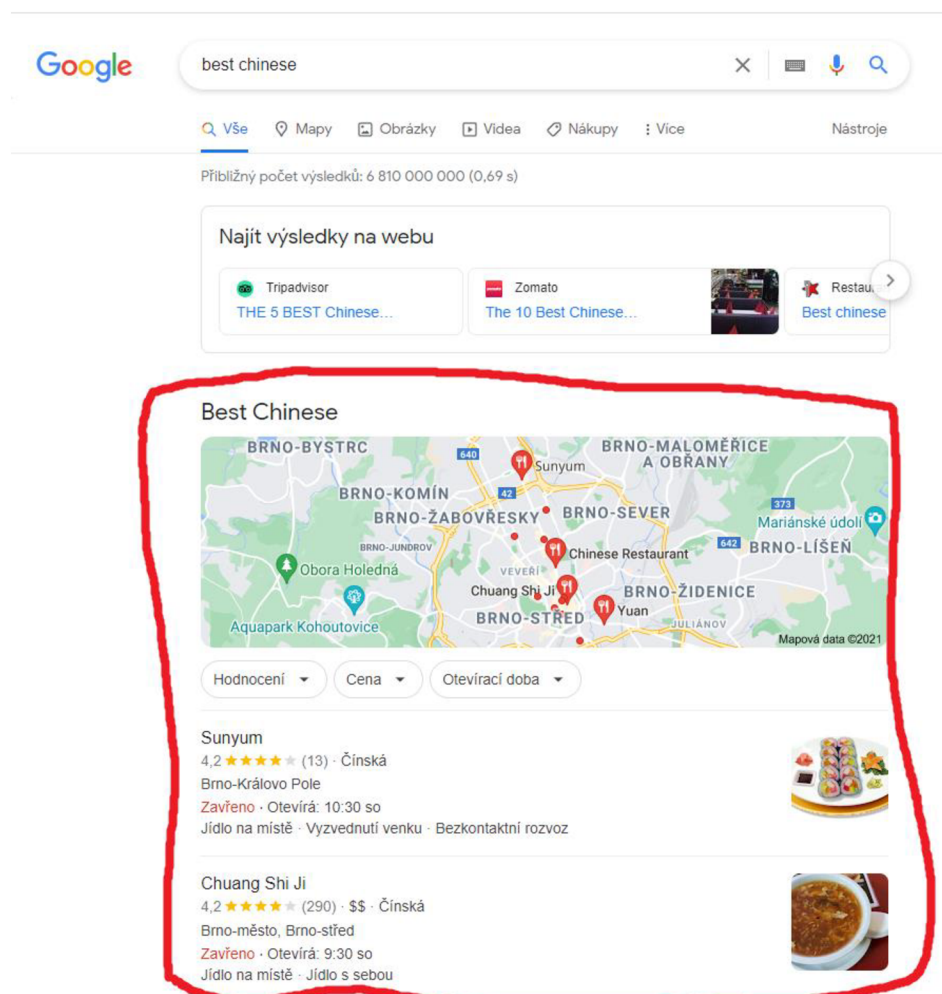 Google
best chinese
Vše Mapy Obrázky Videa Nákupy Více Nástroje
Přibližný počet výsledků: 6 810 000 000 (0,69 s)
Najít výsledky na webu
Tripadvisor
THE 5 BEST Chinese...
Zomato
The 10 Best Chinese...
Best chinese
Best Chinese
BRNO-BYSTRC
640
Sunyum
BRNO-MALOMĚŘICE
A OBŘANY
BRNO-KOMÍN
42
373
BRNO-ŽABOVŘESKY
BRNO-SEVER
Mariánské údolí
BRNO-JUNDROV
Chinese Restaurant
642
BRNO-LÍŠEŇ
Obora Holedná
VEVEŘÍ
Chuang Shi Ji
BRNO-ŽIDENICE
BRNO-STŘED
Yuan
JULIÁNOV
Aquapark Kohoutovice
Mapová data ©2021
Hodnocení Cena Otevírací doba
Sunyum
4,2 (13) · Čínská
Brno-Královo Pole
Zavřeno · Otevírá: 10:30 so
Jídlo na místě · Vyzvednutí venku · Bezkontaktní rozvoz
Chuang Shi Ji
4,2 (290) · $$ · Čínská
Brno-město, Brno-střed
Zavřeno · Otevírá: 9:30 so
Jídlo na místě · Jídlo s sebou